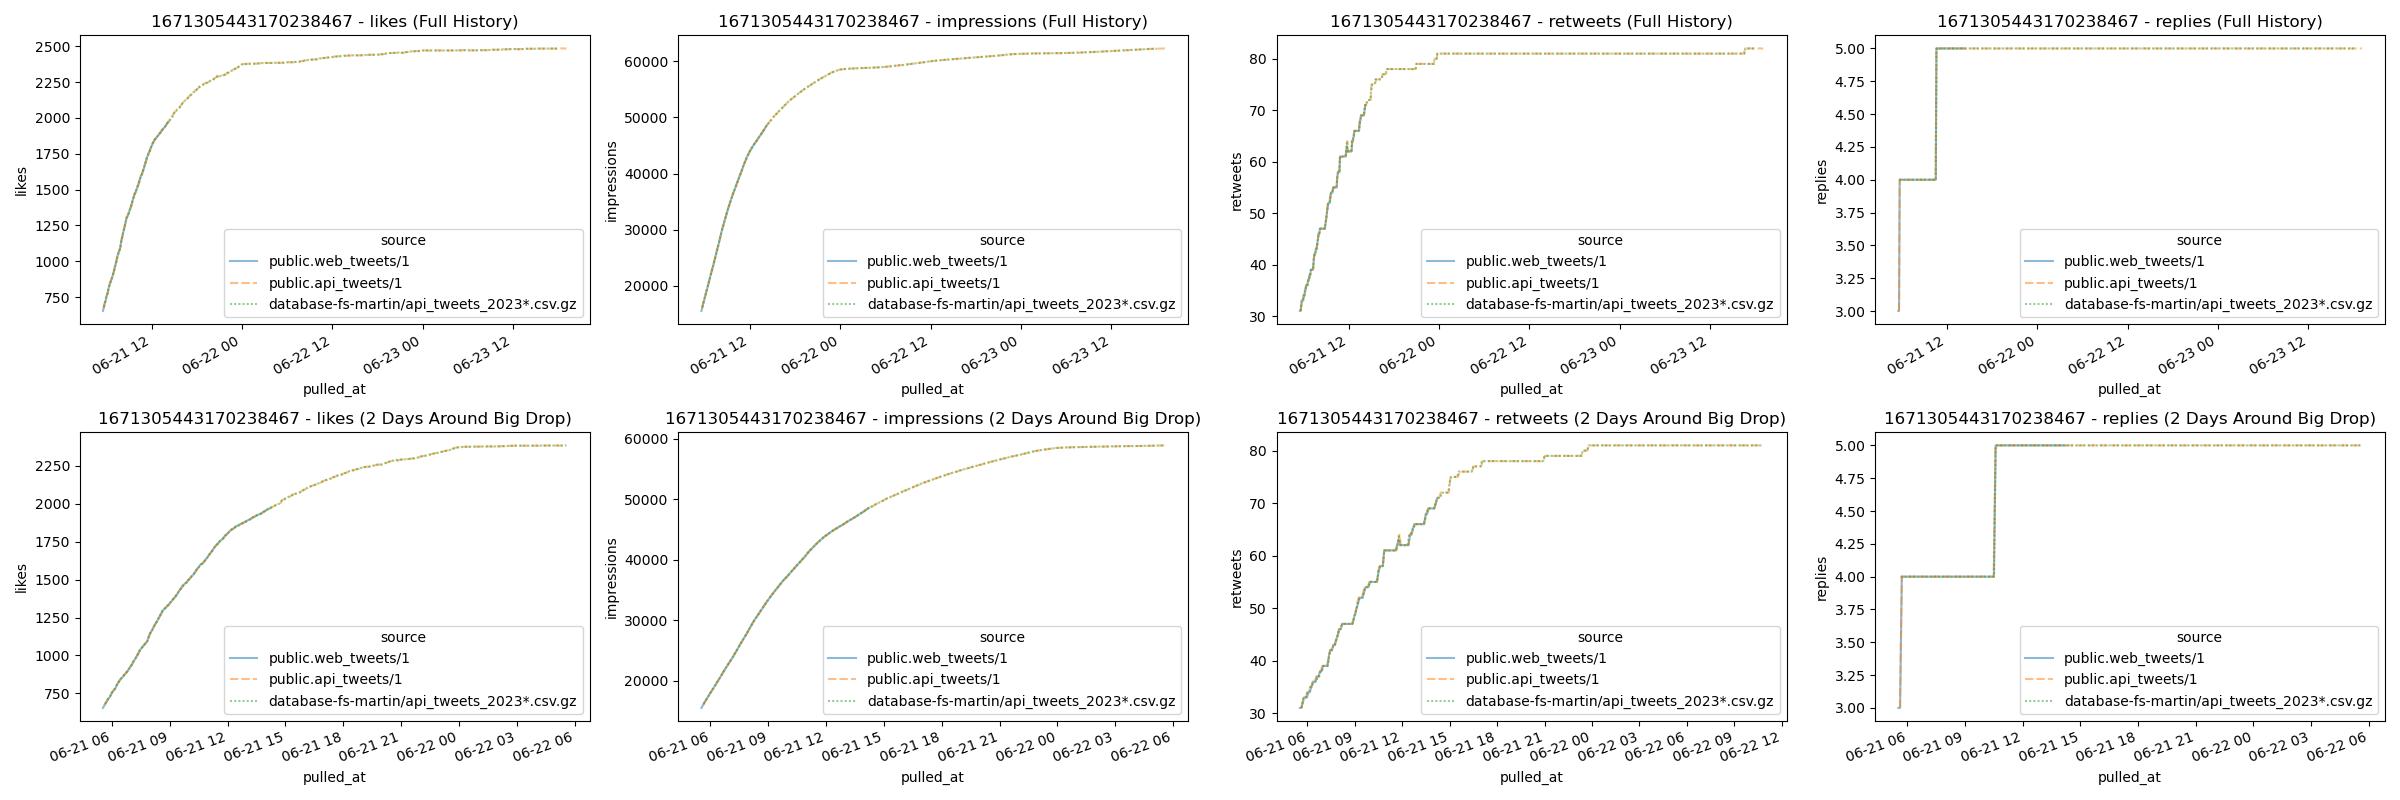 1671305443170238467 - likes (Full History)
2500
2250
2000
1750
1500
1250
1000
750
likes
source
public.web_tweets/1
public.api_tweets/1
database-fs-martin/api_tweets_2023*.csv.gz
06-21 12
06-22 00
06-22 12
06-23 00
06-23 12
pulled_at
1671305443170238467 - impressions (Full History)
60000
50000
40000
30000
20000
impressions
source
public.web_tweets/1
public.api_tweets/1
database-fs-martin/api_tweets_2023*.csv.gz
06-21 12
06-22 00
06-22 12
06-23 00
06-23 12
pulled_at
1671305443170238467 - retweets (Full History)
80
70
60
50
40
30
retweets
source
public.web_tweets/1
public.api_tweets/1
database-fs-martin/api_tweets_2023*.csv.gz
06-21 12
06-22 00
06-22 12
06-23 00
06-23 12
pulled_at
1671305443170238467 - replies (Full History)
5.00
4.75
4.50
4.25
4.00
3.75
3.50
3.25
3.00
replies
source
public.web_tweets/1
public.api_tweets/1
database-fs-martin/api_tweets_2023*.csv.gz
06-21 12
06-22 00
06-22 12
06-23 00
06-23 12
pulled_at
1671305443170238467 - likes (2 Days Around Big Drop)
2250
2000
1750
1500
1250
1000
750
likes
source
public.web_tweets/1
public.api_tweets/1
database-fs-martin/api_tweets_2023*.csv.gz
06-21 06
06-21 09
06-21 12
06-21 15
06-21 18
06-21 21
06-22 00
06-22 03
06-22 06
pulled_at
1671305443170238467 - impressions (2 Days Around Big Drop)
60000
50000
40000
30000
20000
impressions
source
public.web_tweets/1
public.api_tweets/1
database-fs-martin/api_tweets_2023*.csv.gz
06-21 06
06-21 09
06-21 12
06-21 15
06-21 18
06-21 21
06-22 00
06-22 03
06-22 06
pulled_at
1671305443170238467 - retweets (2 Days Around Big Drop)
80
70
60
50
40
30
retweets
source
public.web_tweets/1
public.api_tweets/1
database-fs-martin/api_tweets_2023*.csv.gz
06-21 06
06-21 09
06-21 12
06-21 15
06-21 18
06-21 21
06-22 00
06-22 03
06-22 06
06-22 09
06-22 12
pulled_at
1671305443170238467 - replies (2 Days Around Big Drop)
5.00
4.75
4.50
4.25
4.00
3.75
3.50
3.25
3.00
replies
source
public.web_tweets/1
public.api_tweets/1
database-fs-martin/api_tweets_2023*.csv.gz
06-21 06
06-21 09
06-21 12
06-21 15
06-21 18
06-21 21
06-22 00
06-22 03
06-22 06
pulled_at